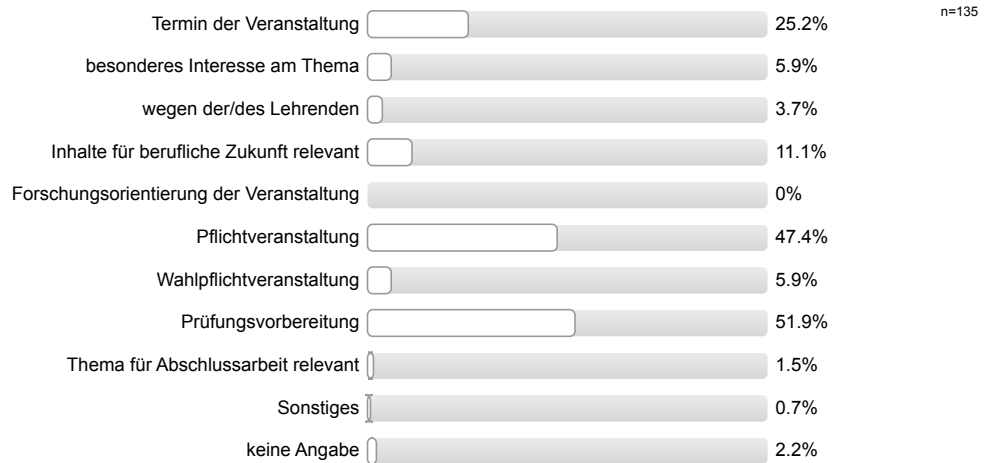 n=135
Termin der Veranstaltung 25.2%
besonderes Interesse am Thema 5.9%
wegen der/des Lehrenden 3.7%
Inhalte für berufliche Zukunft relevant 11.1%
Forschungsorientierung der Veranstaltung 0%
Pflichtveranstaltung 47.4%
Wahlpflichtveranstaltung 5.9%
Prüfungsvorbereitung 51.9%
Thema für Abschlussarbeit relevant 1.5%
Sonstiges 0.7%
keine Angabe 2.2%